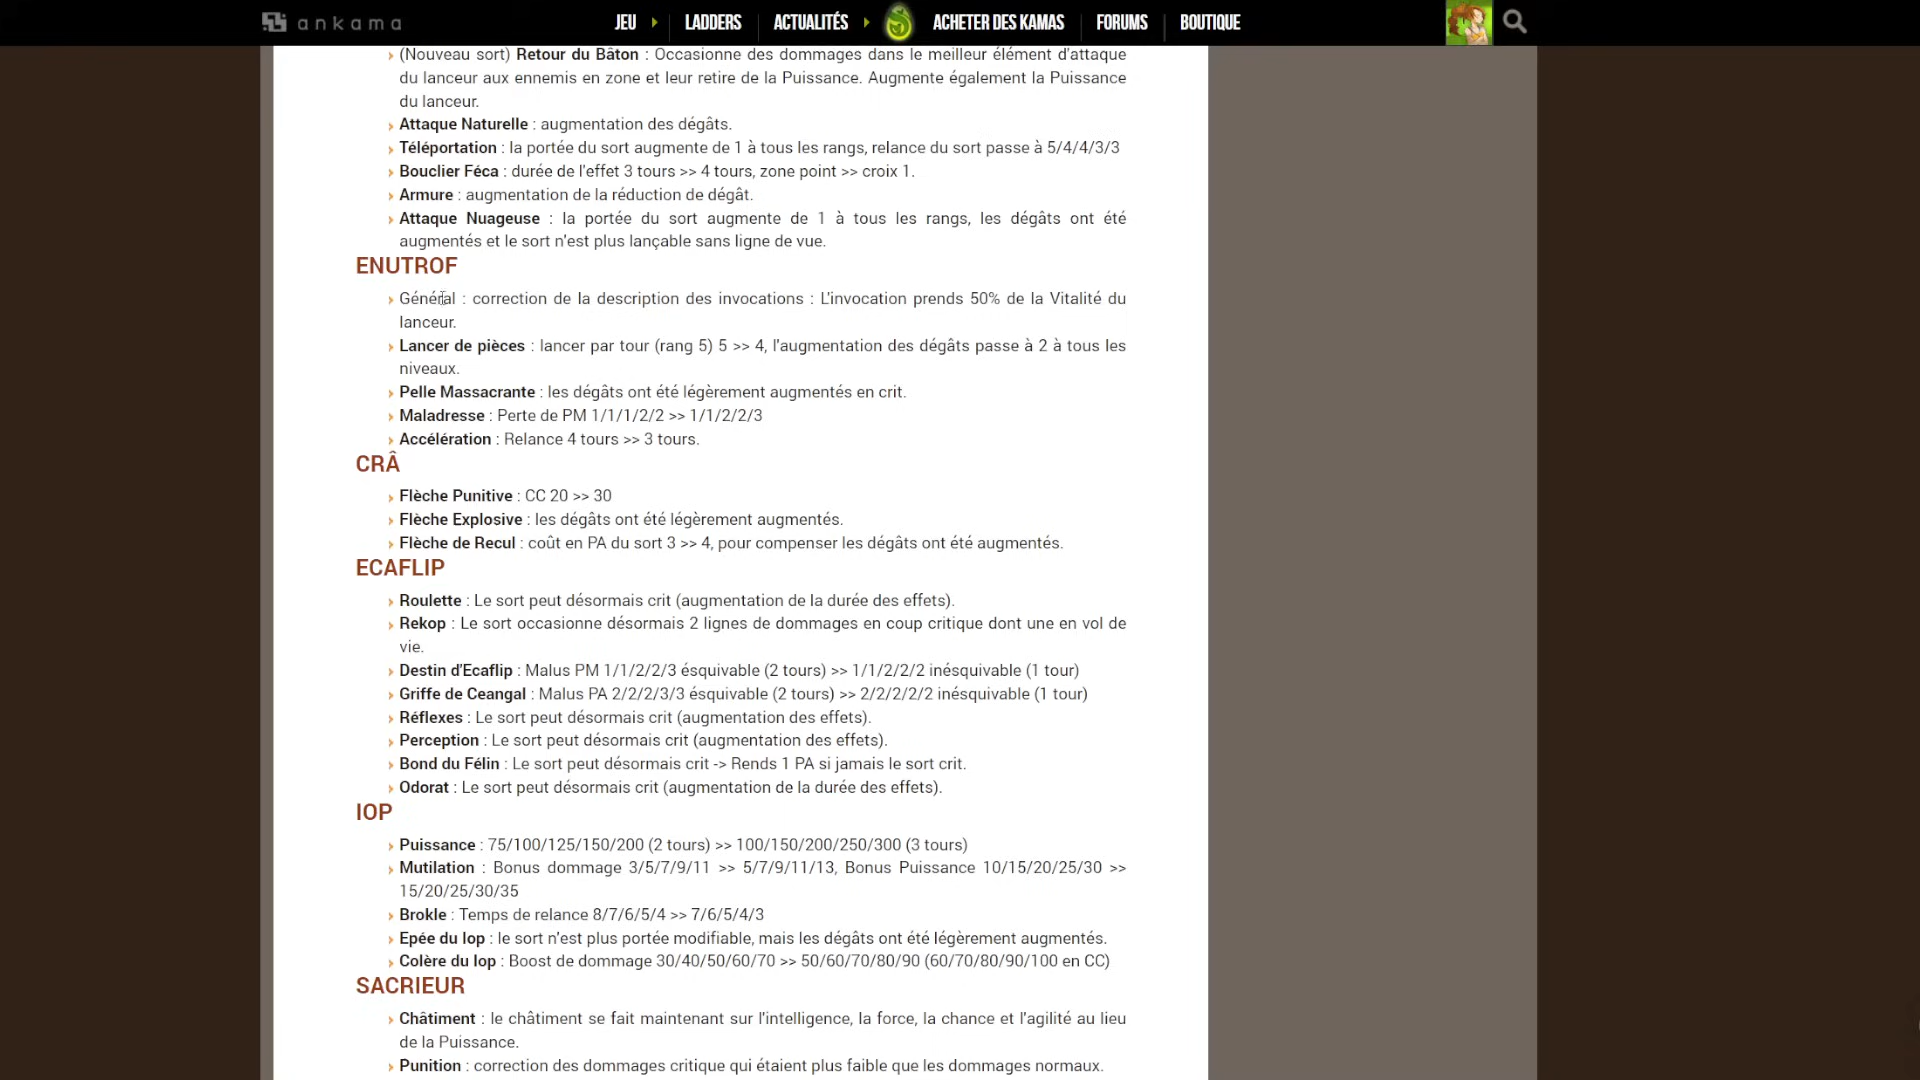 ankama
JEU
LADDERS
ACTUALITÉS
ACHETER DES KAMAS
FORUMS
BOUTIQUE
(Nouveau sort) Retour du Bâton : Occasionne des dommages dans le meilleur élément d'attaque
du lanceur aux ennemis en zone et leur retire de la Puissance. Augmente également la Puissance
du lanceur.
Attaque Naturelle : augmentation des dégâts.
Téléportation : la portée du sort augmente de 1 à tous les rangs, relance du sort passe à 5/4/4/3/3
Bouclier Féca : durée de l'effet 3 tours >> 4 tours, zone point >> croix 1.
Armure : augmentation de la réduction de dégât.
Attaque Nuageuse : la portée du sort augmente de 1 à tous les rangs, les dégâts ont été
augmentés et le sort n'est plus lançable sans ligne de vue.
ENUTROF
Général : correction de la description des invocations : L'invocation prends 50% de la Vitalité du
lanceur.
Lancer de pièces : lancer par tour (rang 5) 5 >> 4, l'augmentation des dégâts passe à 2 à tous les
niveaux.
Pelle Massacrante : les dégâts ont été légèrement augmentés en crit.
Maladresse : Perte de PM 1/1/1/2/2 >> 1/1/2/2/3
Accélération : Relance 4 tours >> 3 tours.
CRÂ
Flèche Punitive : CC 20 >> 30
Flèche Explosive : les dégâts ont été légèrement augmentés.
Flèche de Recul : coût en PA du sort 3 >> 4, pour compenser les dégâts ont été augmentés.
ECAFLIP
Roulette : Le sort peut désormais crit (augmentation de la durée des effets).
Rekop : Le sort occasionne désormais 2 lignes de dommages en coup critique dont une en vol de
vie.
Destin d'Ecaflip : Malus PM 1/1/2/2/3 ésquivable (2 tours) >> 1/1/2/2/2 inésquivable (1 tour)
Griffe de Ceangal : Malus PA 2/2/2/3/3 ésquivable (2 tours) >> 2/2/2/2/2 inésquivable (1 tour)
Réflexes : Le sort peut désormais crit (augmentation des effets).
Perception : Le sort peut désormais crit (augmentation des effets).
Bond du Félin : Le sort peut désormais crit -> Rends 1 PA si jamais le sort crit.
Odorat : Le sort peut désormais crit (augmentation de la durée des effets).
IOP
Puissance : 75/100/125/150/200 (2 tours) >> 100/150/200/250/300 (3 tours)
Mutilation : Bonus dommage 3/5/7/9/11 >> 5/7/9/11/13, Bonus Puissance 10/15/20/25/30 >>
15/20/25/30/35
Brokle : Temps de relance 8/7/6/5/4 >> 7/6/5/4/3
Epée du Iop : le sort n'est plus portée modifiable, mais les dégâts ont été légèrement augmentés.
Colère du Iop : Boost de dommage 30/40/50/60/70 >> 50/60/70/80/90 (60/70/80/90/100 en CC)
SACRIEUR
Châtiment : le châtiment se fait maintenant sur l'intelligence, la force, la chance et l'agilité au lieu
de la Puissance.
Punition : correction des dommages critique qui étaient plus faible que les dommages normaux.